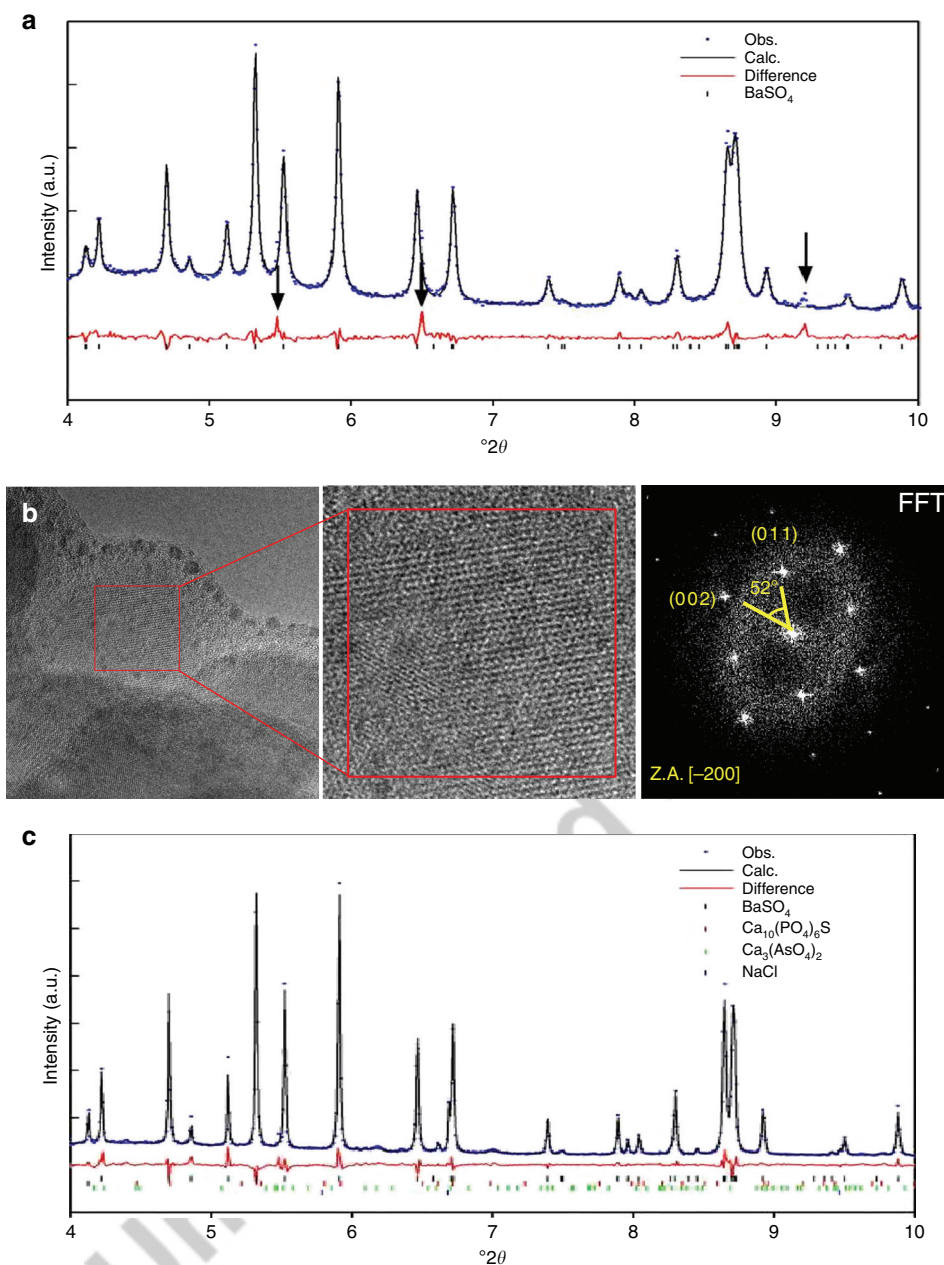 a
Obs.
Calc.
Difference
BaSO4
Intensity (a.u.)
4 5 6 7 8 9 10
°2θ
b
FFT
(011)
(002)
52°
Z.A. [–200]
c
Obs.
Calc.
Difference
BaSO4
Ca10(PO4)6S
Ca3(AsO4)2
NaCl
Intensity (a.u.)
4 5 6 7 8 9 10
°2θ